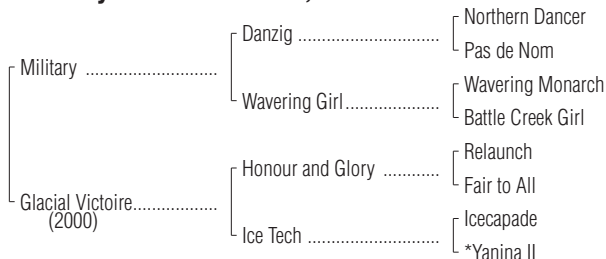 Northern Dancer
Danzig ..............................
Pas de Nom
Military ............................
Wavering Monarch
Wavering Girl....................
Battle Creek Girl
Relaunch
Honour and Glory ............
Fair to All
Glacial Victoire..................
(2000)
Icecapade
Ice Tech ............................
*Yanina II